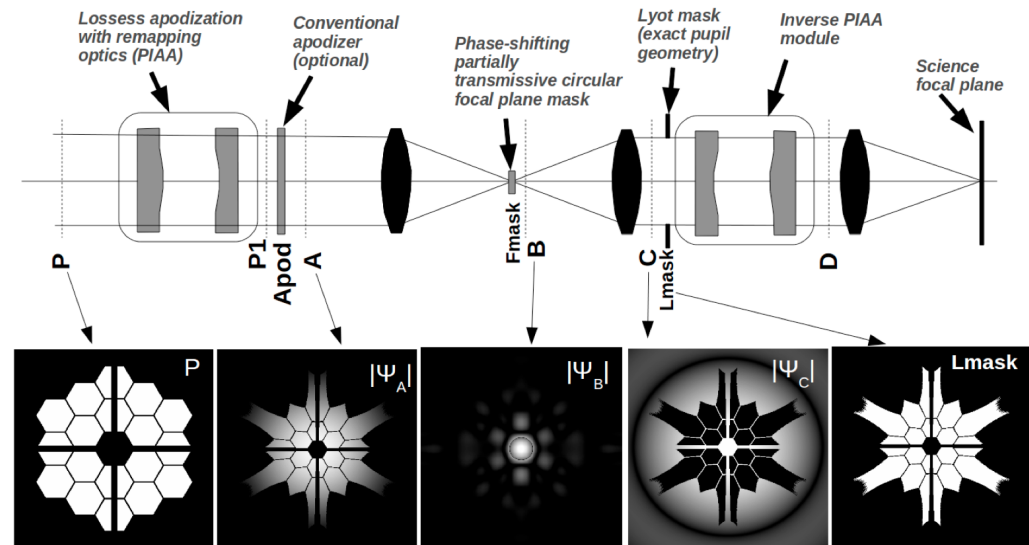 Lossess apodization
with remapping
optics (PIAA)
Conventional
apodizer
(optional)
Phase-shifting
partially
transmissive circular
focal plane mask
Lyot mask
(exact pupil
geometry)
Inverse PIAA
module
Science
focal plane
P
P1
Apod
A
Fmask
B
C
Lmask
D
P
|Ψ_A|
|Ψ_B|
|Ψ_C|
Lmask